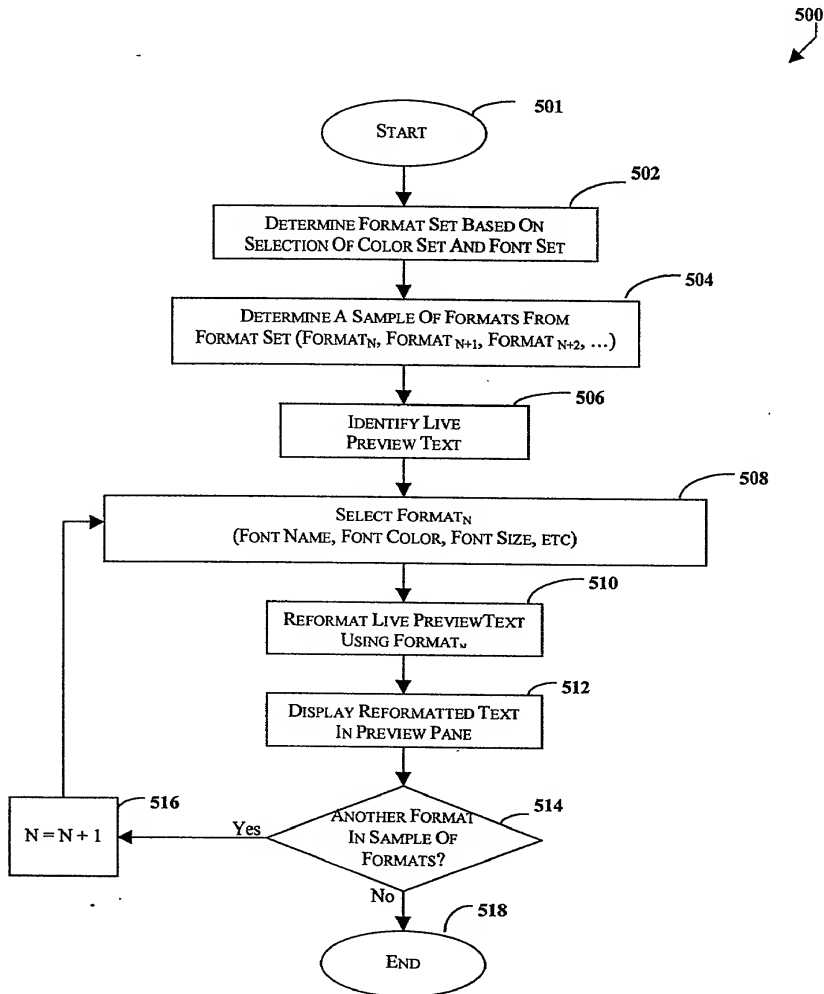 500
START
501
502
DETERMINE FORMAT SET BASED ON
SELECTION OF COLOR SET AND FONT SET
504
DETERMINE A SAMPLE OF FORMATS FROM
FORMAT SET (FORMATN, FORMAT N+1, FORMAT N+2, ...)
506
IDENTIFY LIVE
PREVIEW TEXT
508
SELECT FORMATN
(FONT NAME, FONT COLOR, FONT SIZE, ETC)
510
REFORMAT LIVE PREVIEWTEXT
USING FORMATN
512
DISPLAY REFORMATTED TEXT
IN PREVIEW PANE
514
ANOTHER FORMAT
IN SAMPLE OF
FORMATS?
Yes
516
N = N + 1
No
518
END